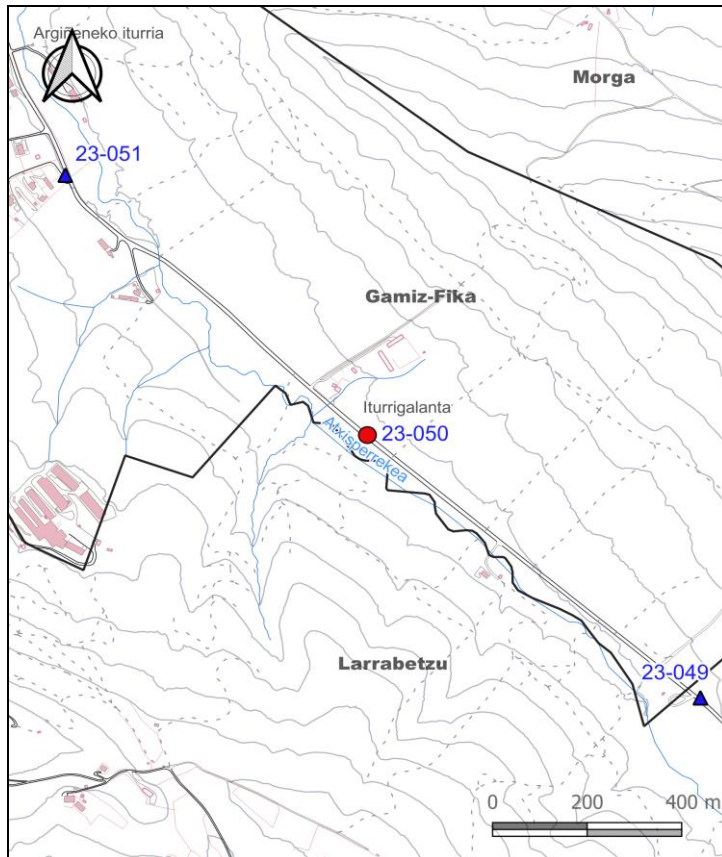 Argiñeneko iturria
Morga
23-051
Gamiz-Fika
Iturrigalanta
23-050
Atxisperrekea
Larrabetzu
23-049
0 200 400 m